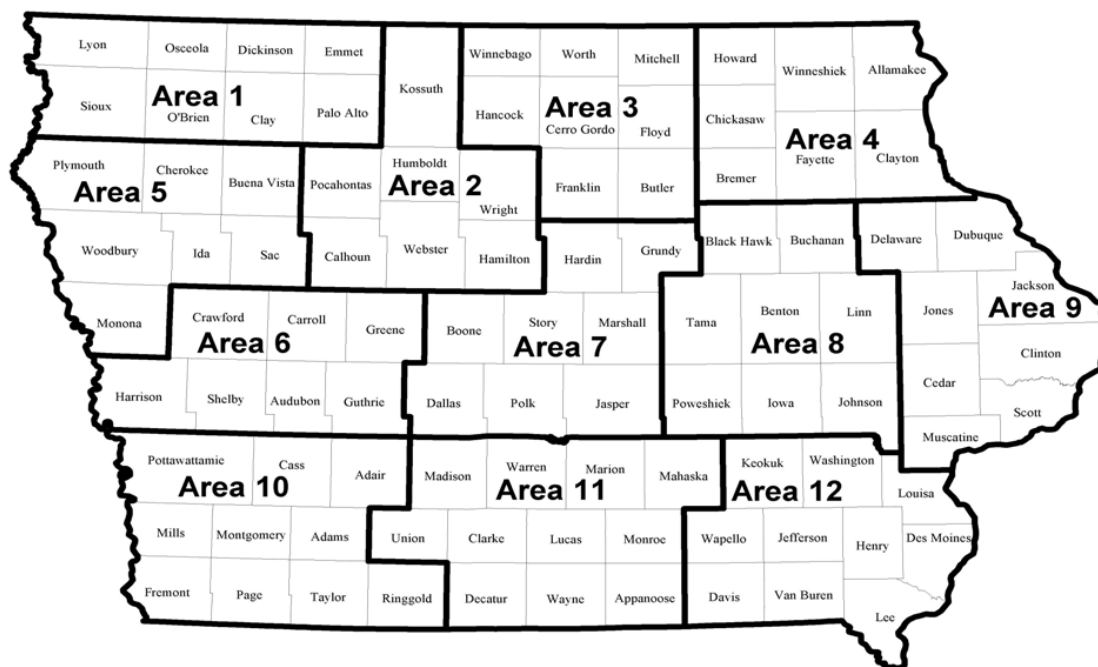 Lyon
Osceola
Dickinson
Emmet
Sioux
Area 1
O'Brien
Clay
Palo Alto
Kossuth
Humboldt
Pocahontas
Area 2
Wright
Calhoun
Webster
Hamilton
Winnebago
Worth
Mitchell
Hancock
Area 3
Cerro Gordo
Floyd
Franklin
Butler
Howard
Winneshiek
Allamakee
Chickasaw
Area 4
Fayette
Clayton
Bremer
Plymouth
Cherokee
Buena Vista
Area 5
Woodbury
Ida
Sac
Monona
Crawford
Carroll
Greene
Area 6
Harrison
Shelby
Audubon
Guthrie
Hardin
Grundy
Boone
Story
Marshall
Area 7
Dallas
Polk
Jasper
Black Hawk
Buchanan
Tama
Benton
Linn
Area 8
Poweshiek
Iowa
Johnson
Delaware
Dubuque
Jackson
Jones
Area 9
Clinton
Cedar
Scott
Muscatine
Pottawattamie
Cass
Adair
Area 10
Mills
Montgomery
Adams
Fremont
Page
Taylor
Ringgold
Madison
Warren
Marion
Mahaska
Area 11
Union
Clarke
Lucas
Monroe
Decatur
Wayne
Appanoose
Keokuk
Washington
Area 12
Louisa
Wapello
Jefferson
Henry
Des Moines
Davis
Van Buren
Lee